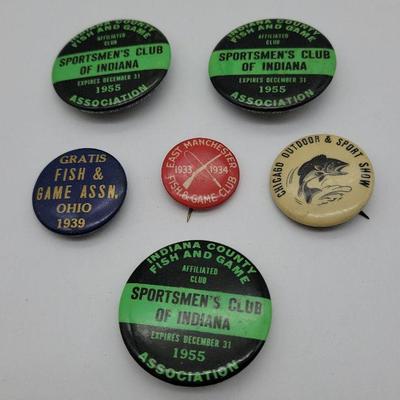 INDIANA COUNTY
FISH AND GAME
AFFILIATED
CLUB
SPORTSMEN'S CLUB
OF INDIANA
EXPIRES DECEMBER 31
1955
ASSOCIATION
INDIANA COUNTY
FISH AND GAME
AFFILIATED
CLUB
SPORTSMEN'S CLUB
OF INDIANA
EXPIRES DECEMBER 31
1955
ASSOCIATION
GRATIS
FISH &
GAME ASSN.
OHIO
1939
EAST MANCHESTER
1933 1934
FISH & GAME CLUB
CHICAGO OUTDOOR & SPORT SHOW
INDIANA COUNTY
FISH AND GAME
AFFILIATED
CLUB
SPORTSMEN'S CLUB
OF INDIANA
EXPIRES DECEMBER 31
1955
ASSOCIATION